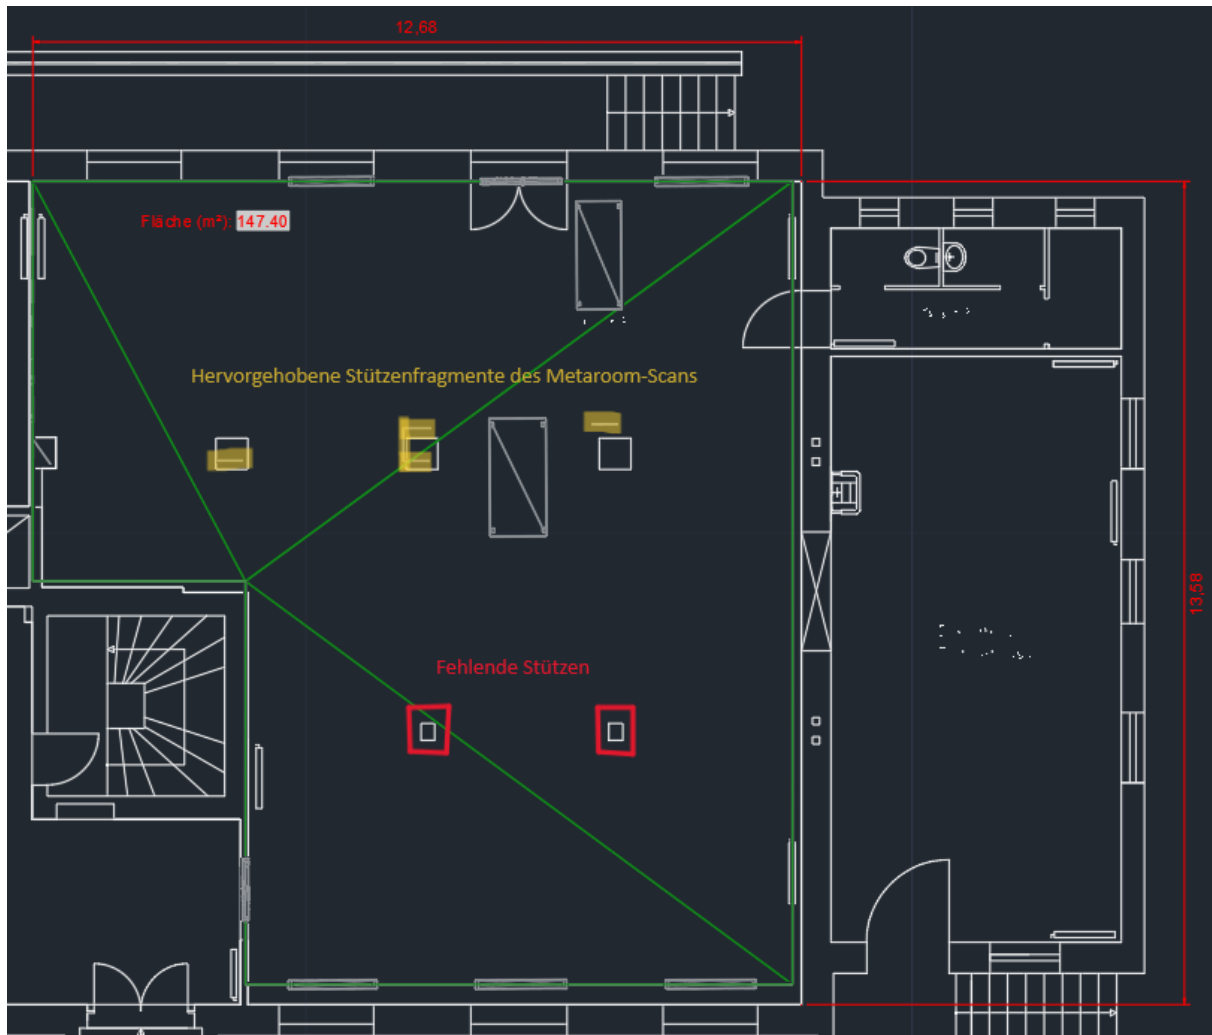 12,68
Fläche (m²): 147.40
Hervorgehobene Stützenfragmente des Metaroom-Scans
13,58
Fehlende Stützen